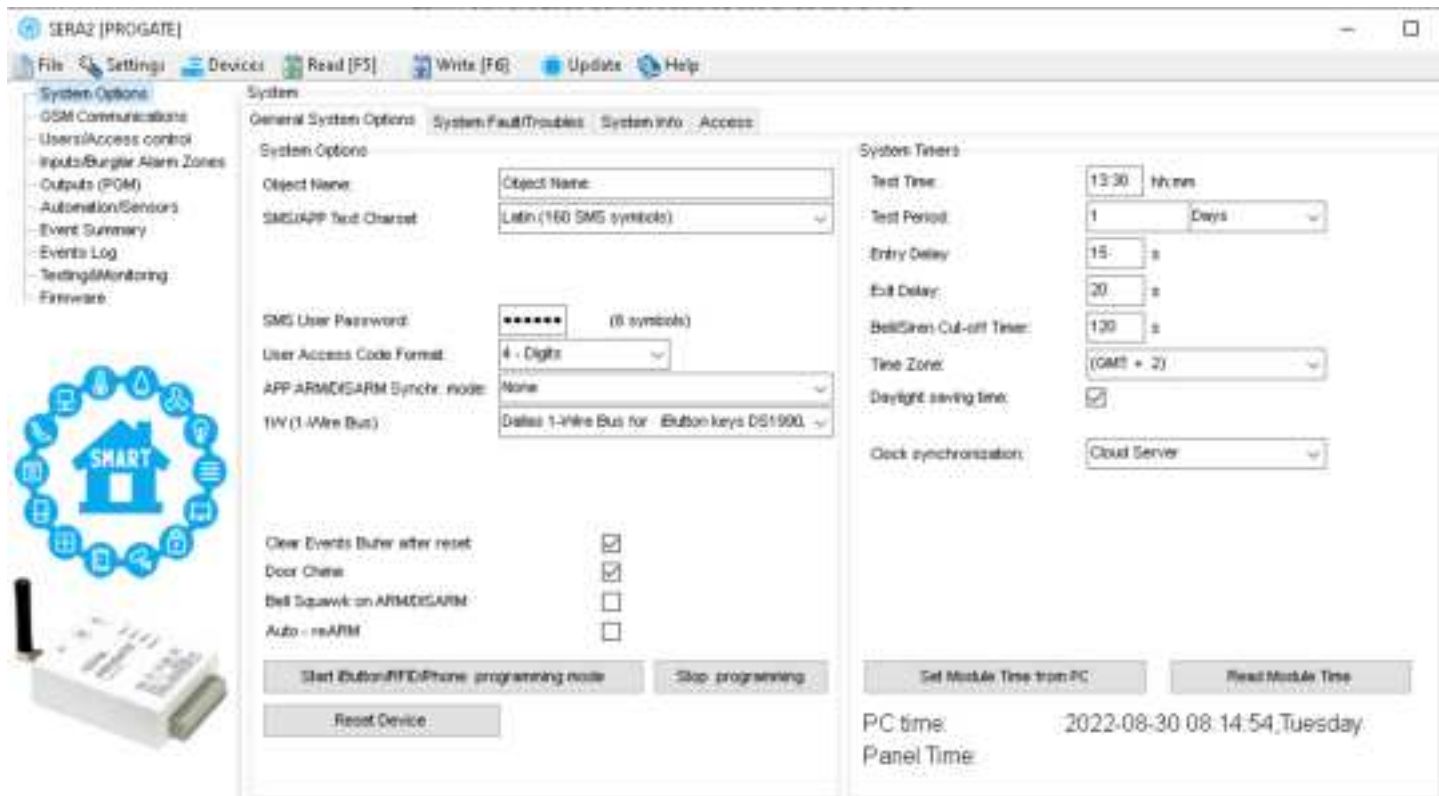 SERA2 [PROGATE]
File Settings Devices Read [F5] Write [F6] Update Help
System Options
GSM Communications
Users/Access control
Inputs/Burglar Alarm Zones
Outputs (PGM)
Automation/Sensors
Event Summary
Events Log
Testing&Monitoring
Firmware
SMART
System
General System Options System Fault/Troubles System Info Access
System Options
Object Name: Object Name
SMS/APP Text Charset Latin (160 SMS symbols)
SMS User Password: ●●●●●● (6 symbols)
User Access Code Format 4 - Digits
APP ARM/DISARM Synchr. mode: None
1W (1-Wire Bus) Dallas 1-Wire Bus for iButton keys DS1990,
Clear Events Bufer after reset
Door Chime
Bell Squawk on ARM/DISARM
Auto - reARM
Start iButton/RFID/Phone programming mode Stop programming
Reset Device
System Timers
Test Time: 13:30 hh:mm
Test Period: 1 Days
Entry Delay 15 s
Exit Delay: 20 s
Bell/Siren Cut-off Timer: s
Time Zone: (GMT + 2)
Daylight saving time:
Clock synchronization: Cloud Server
Set Module Time from PC Read Module Time
PC time: 2022-08-30 08:14:54,Tuesday
Panel Time: